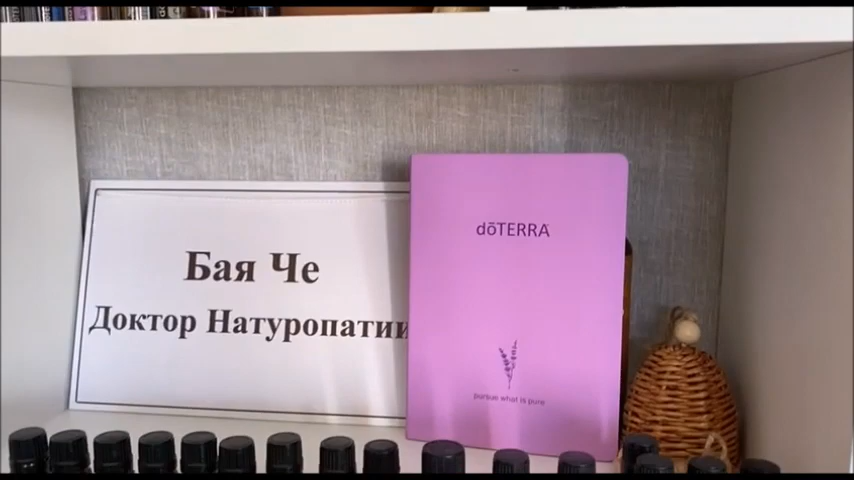 Бая Че
Доктор Натуропатии
dōTERRA
pursue what is pure